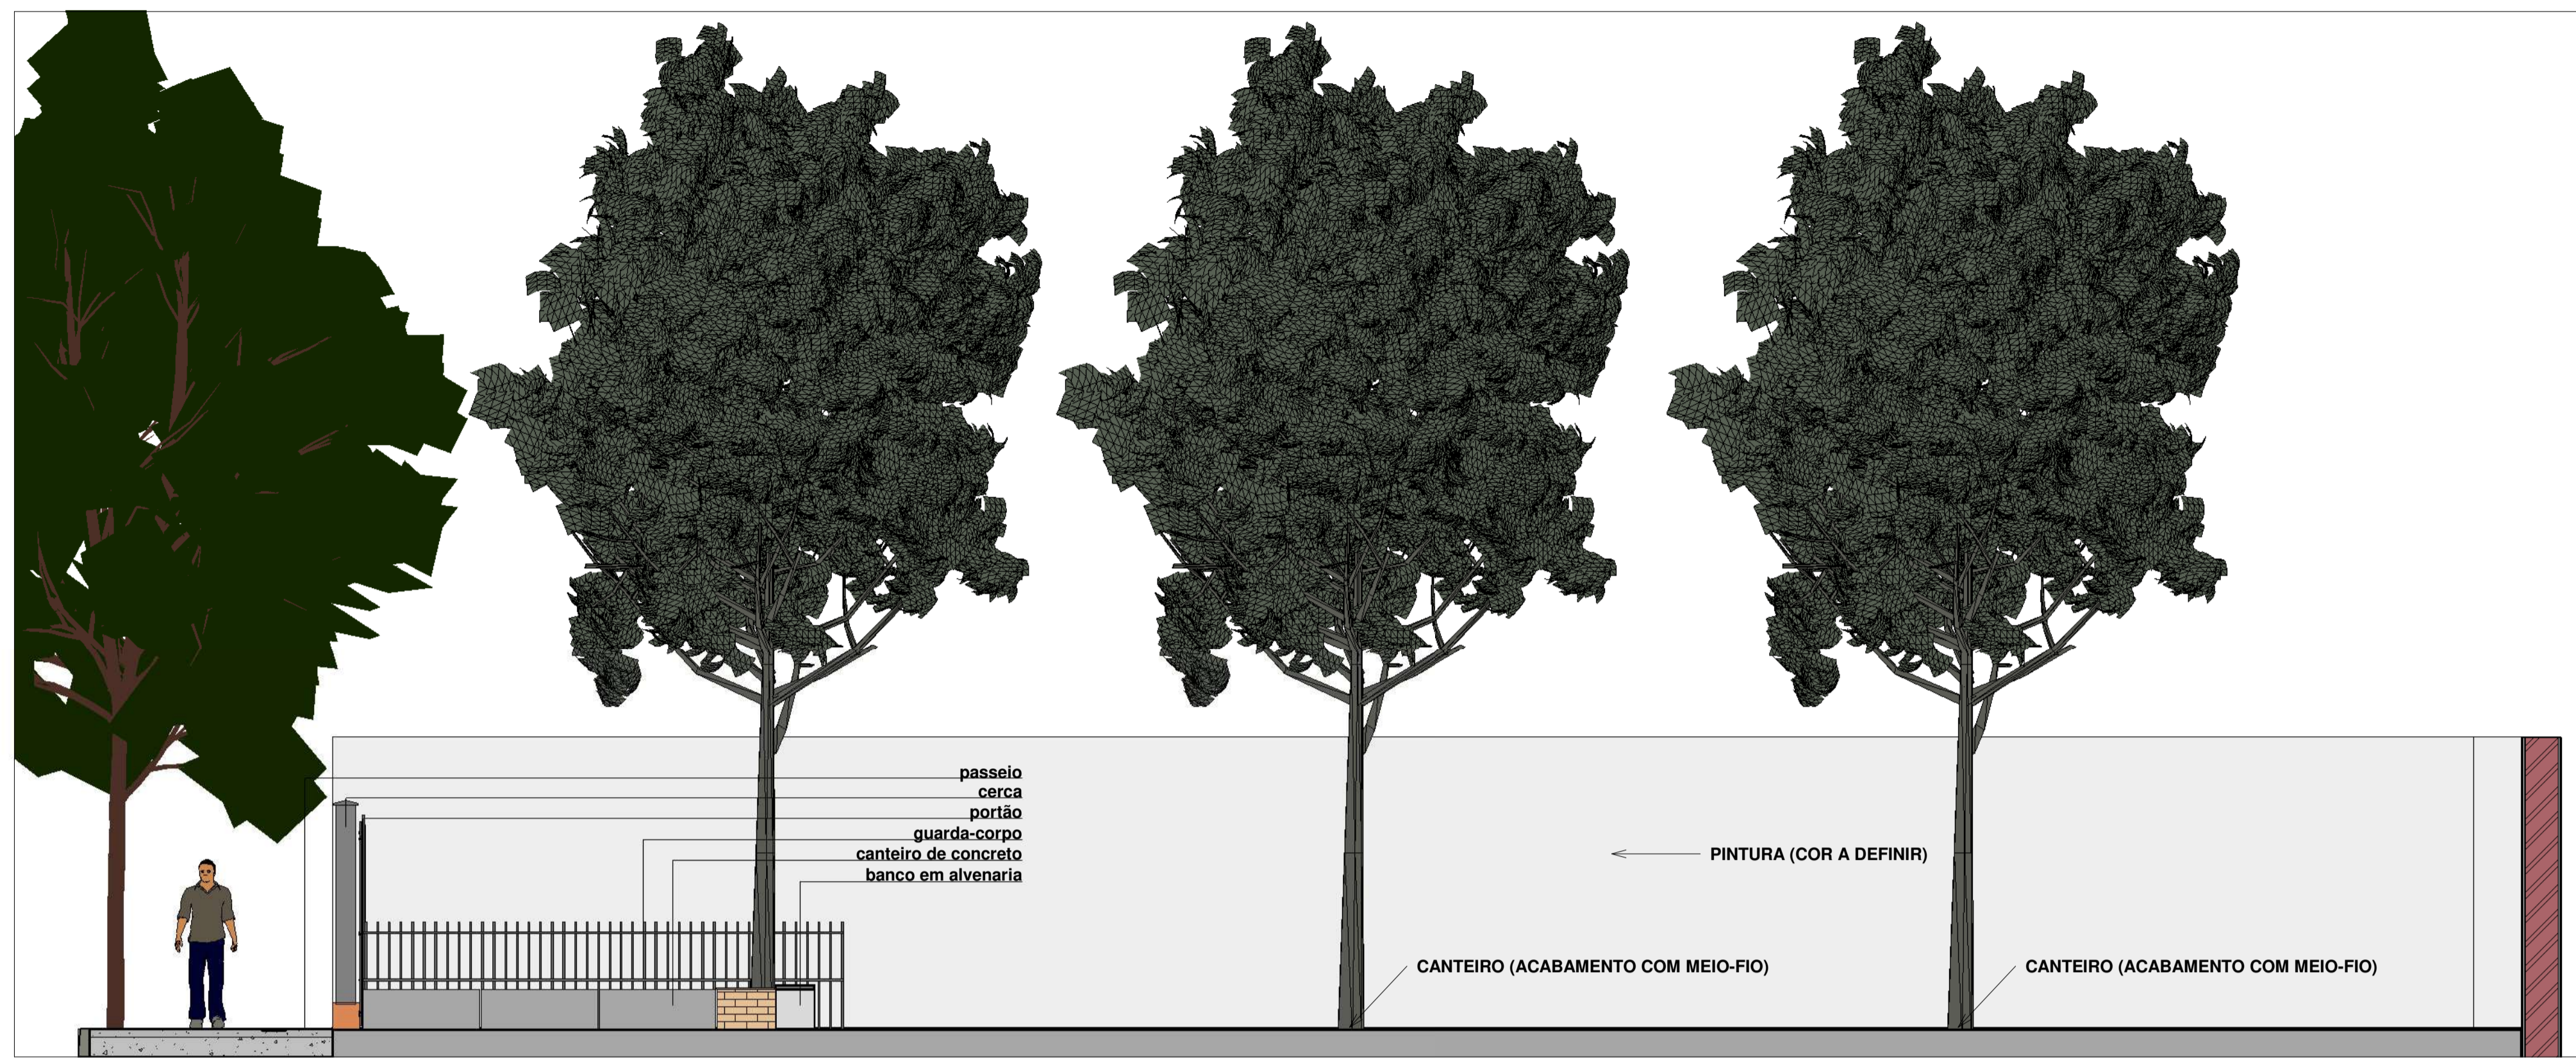 passeio
cerca
portão
guarda-corpo
canteiro de concreto
banco em alvenaria
PINTURA (COR A DEFINIR)
CANTEIRO (ACABAMENTO COM MEIO-FIO)
CANTEIRO (ACABAMENTO COM MEIO-FIO)